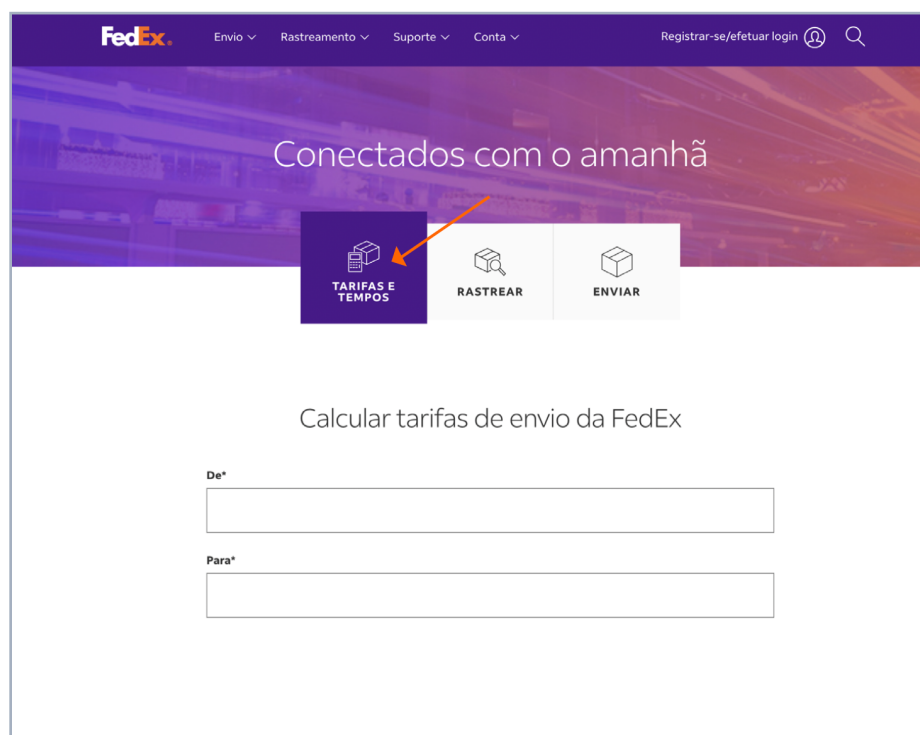 FedEx® Envio Rastreamento Suporte Conta Registrar-se/efetuar login
Conectados com o amanhã
TARIFAS E
TEMPOS
RASTREAR
ENVIAR
Calcular tarifas de envio da FedEx
De*
Para*